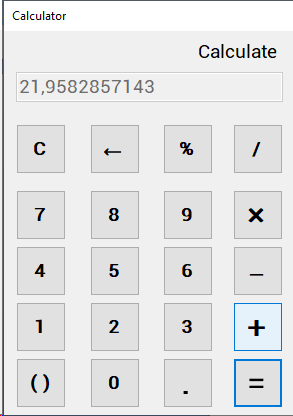 Calculator
Calculate
21,9582857143
C ← % /
7 8 9 ×
4 5 6 –
1 2 3 +
() 0 . =